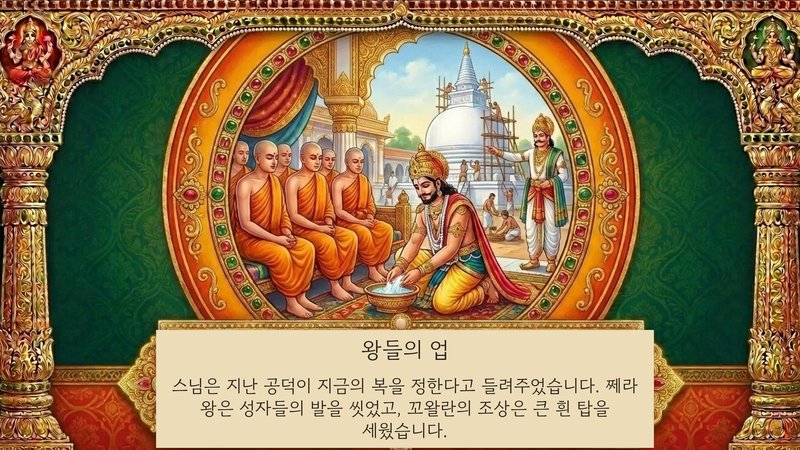 왕들의 업
스님은 지난 공덕이 지금의 복을 정한다고 들려주었습니다. 쩨라
왕은 성자들의 발을 씻었고, 꼬왈란의 조상은 큰 흰 탑을
세웠습니다.